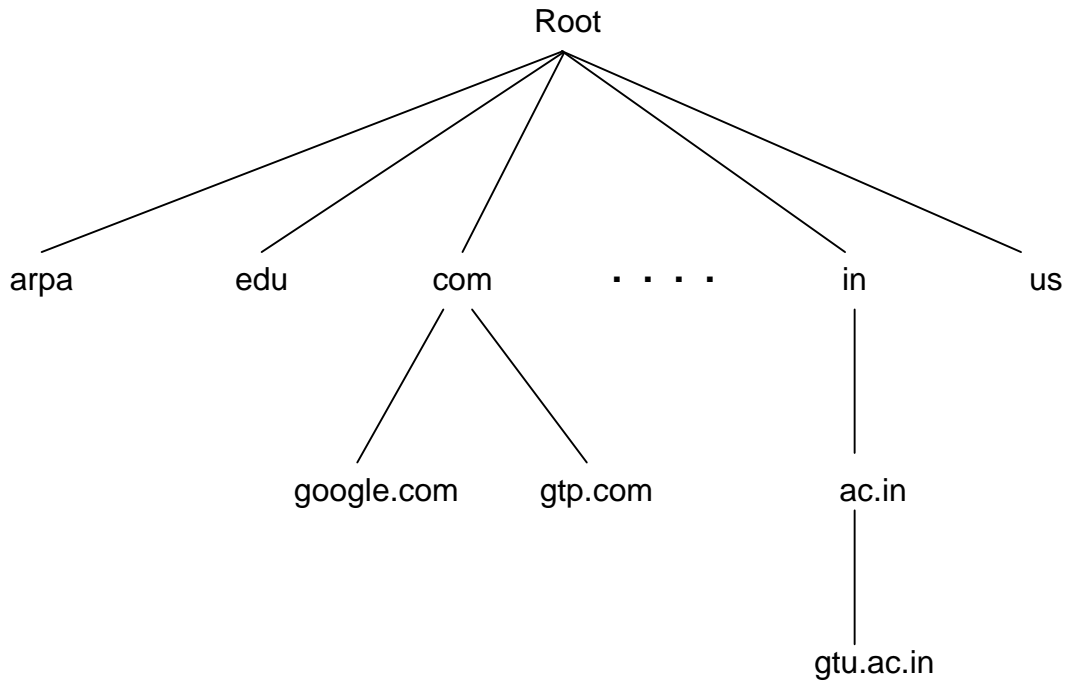 Root
arpa edu com . . . . in us
google.com gtp.com ac.in
gtu.ac.in